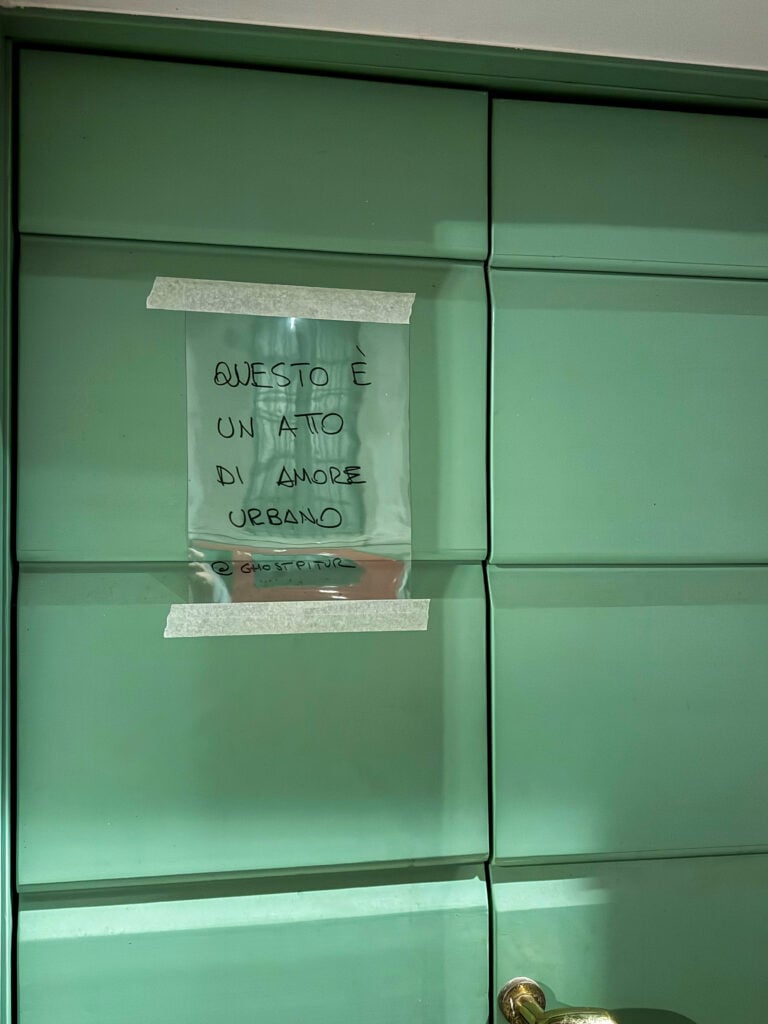 QUESTO È
UN ATTO
DI AMORE
URBANO
@GHOSTPITUR